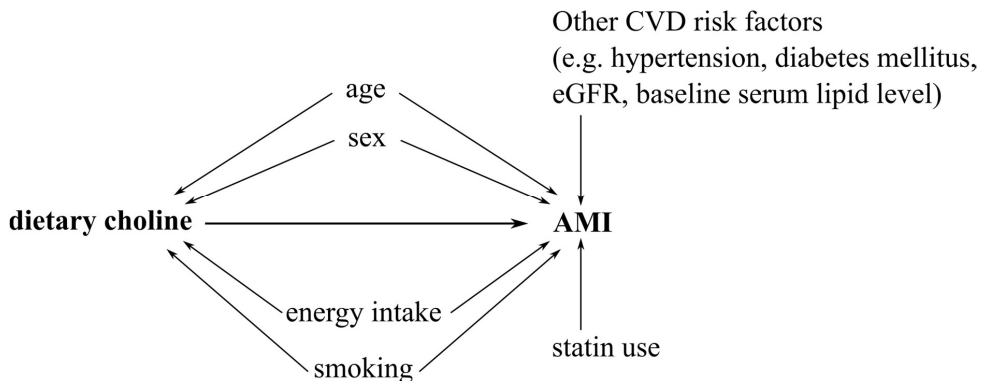 Other CVD risk factors
(e.g. hypertension, diabetes mellitus,
eGFR, baseline serum lipid level)
age
sex
dietary choline
AMI
energy intake
statin use
smoking